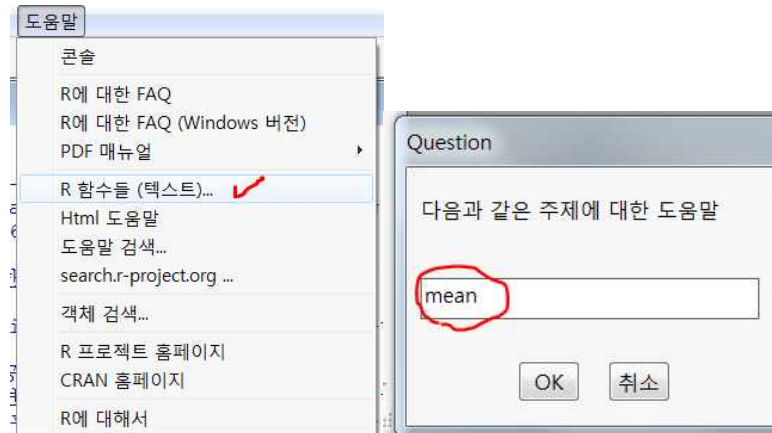 도움말
콘솔
R에 대한 FAQ
R에 대한 FAQ (Windows 버전)
PDF 매뉴얼
R 함수들 (텍스트)...
Html 도움말
도움말 검색...
search.r-project.org ...
객체 검색...
R 프로젝트 홈페이지
CRAN 홈페이지
R에 대해서
Question
다음과 같은 주제에 대한 도움말
mean
OK
취소